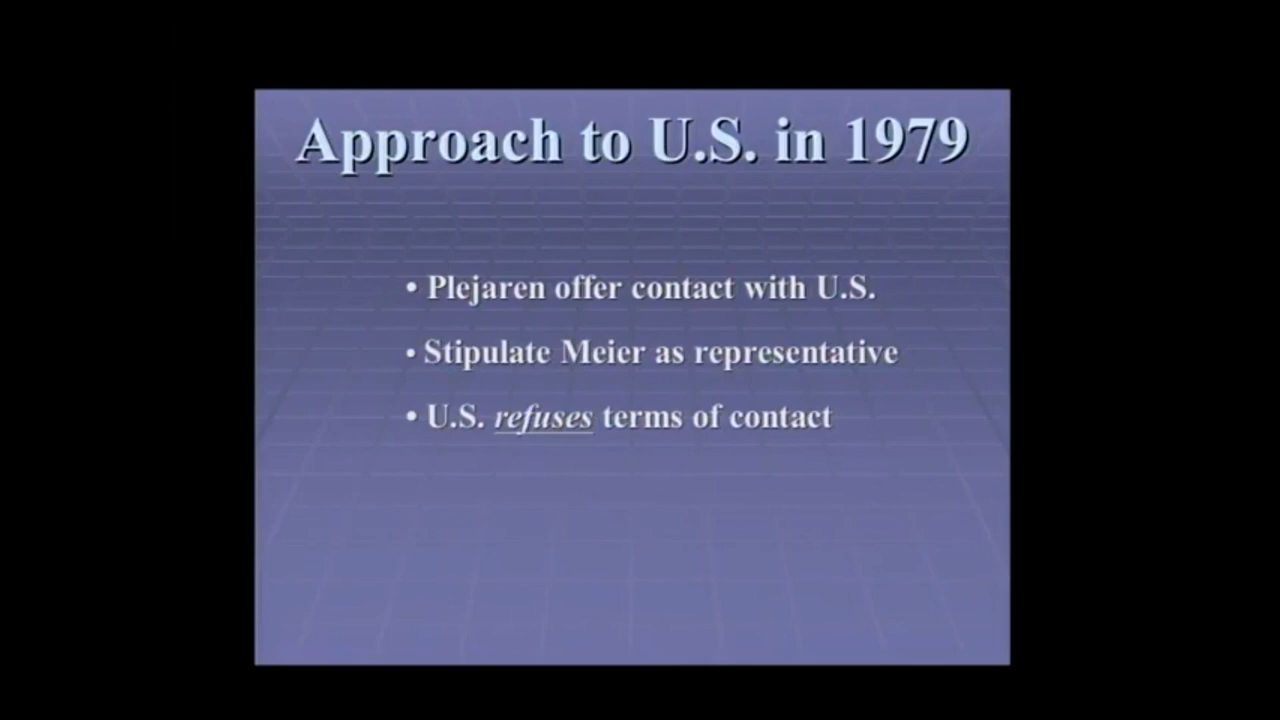 Approach to U.S. in 1979
• Plejaren offer contact with U.S.
• Stipulate Meier as representative
• U.S. refuses terms of contact